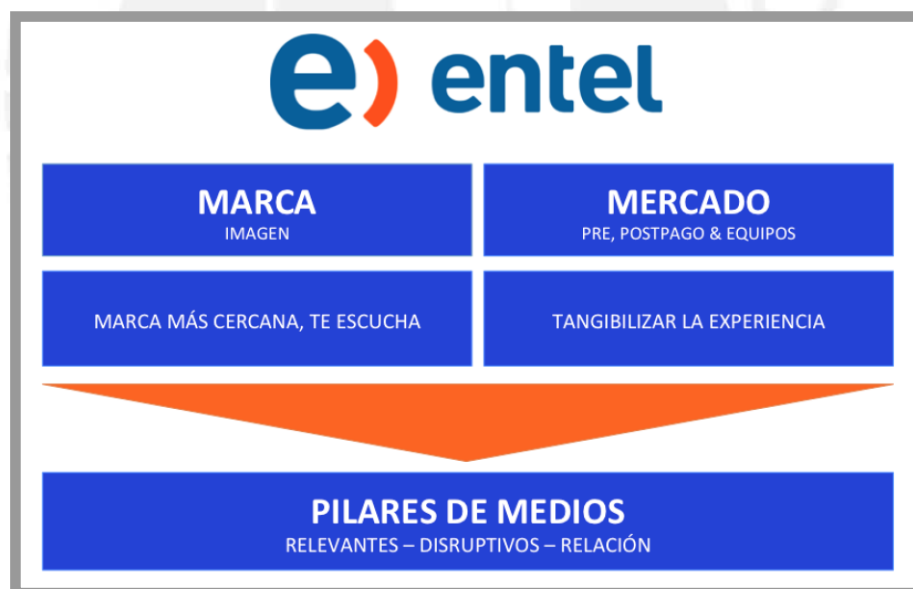 entel
MARCA
IMAGEN
MERCADO
PRE, POSTPAGO & EQUIPOS
MARCA MÁS CERCANA, TE ESCUCHA
TANGIBILIZAR LA EXPERIENCIA
PILARES DE MEDIOS
RELEVANTES – DISRUPTIVOS – RELACIÓN